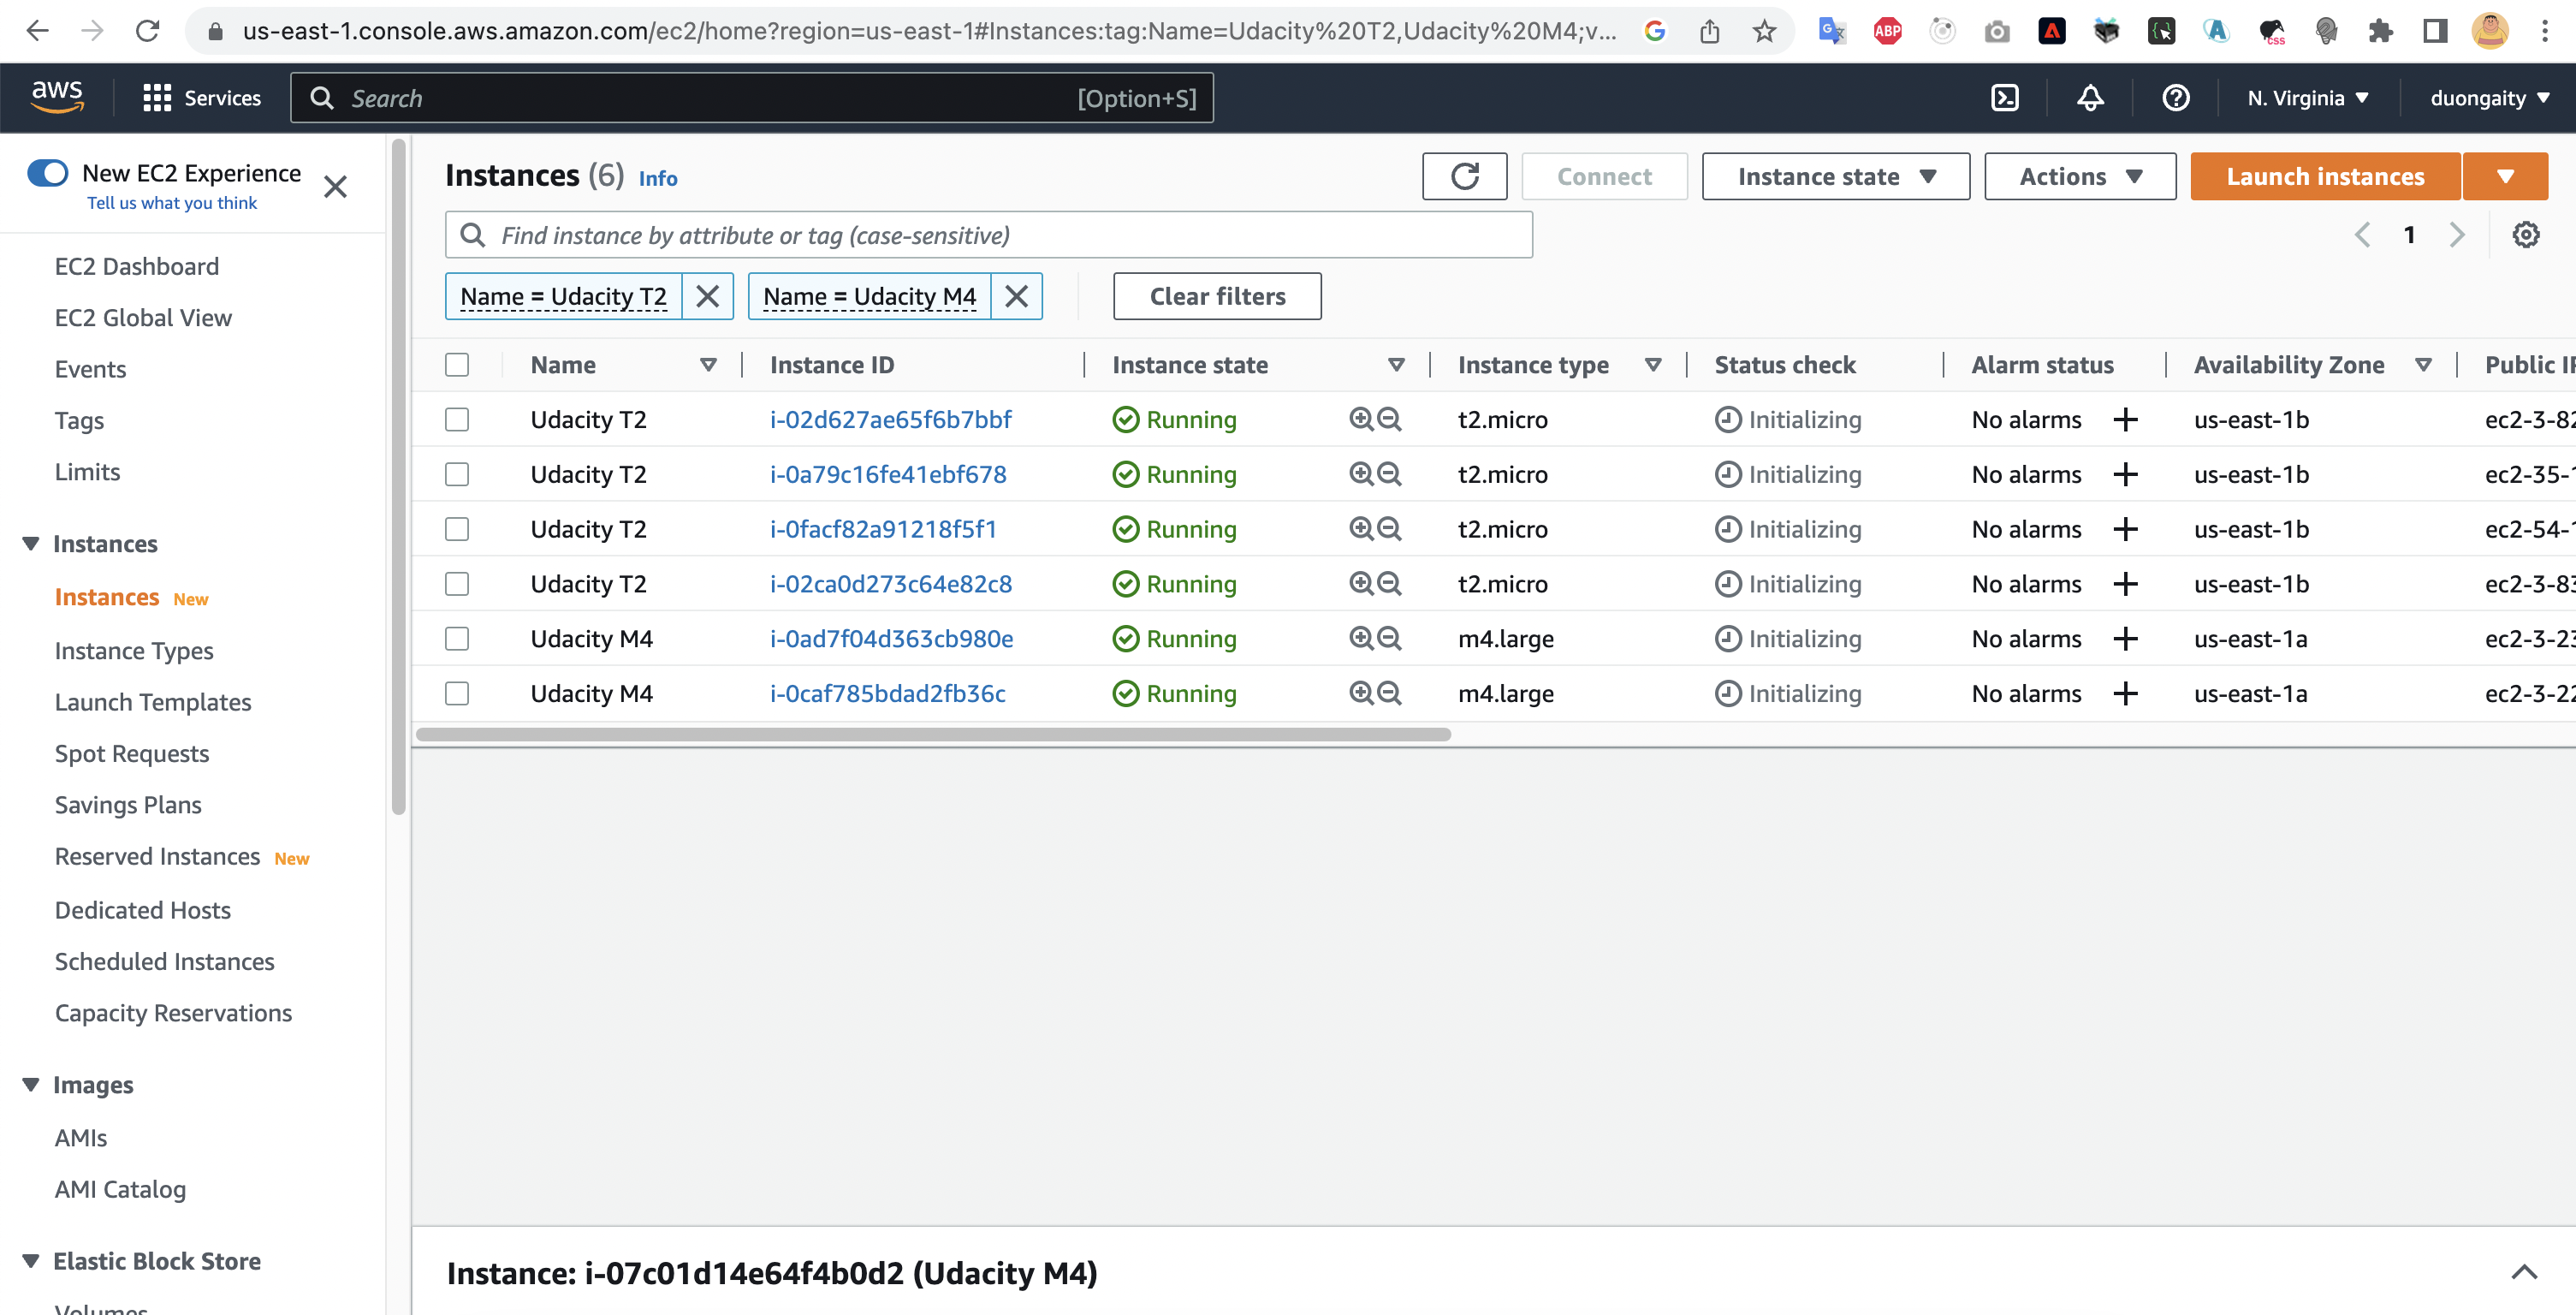 us-east-1.console.aws.amazon.com/ec2/home?region=us-east-1#Instances:tag:Name=Udacity%20T2,Udacity%20M4;v...
ABP
css
aws
Services
Search
[Option+S]
N. Virginia
duongaity
New EC2 Experience
Tell us what you think
EC2 Dashboard
EC2 Global View
Events
Tags
Limits
Instances
Instances New
Instance Types
Launch Templates
Spot Requests
Savings Plans
Reserved Instances New
Dedicated Hosts
Scheduled Instances
Capacity Reservations
Images
AMIs
AMI Catalog
Elastic Block Store
Volumes
Instances (6) Info
Connect
Instance state
Actions
Launch instances
Find instance by attribute or tag (case-sensitive)
1
Name = Udacity T2
Name = Udacity M4
Clear filters
Name Instance ID Instance state Instance type Status check Alarm status Availability Zone Public IP
Udacity T2 i-02d627ae65f6b7bbf Running t2.micro Initializing No alarms us-east-1b ec2-3-82
Udacity T2 i-0a79c16fe41ebf678 Running t2.micro Initializing No alarms us-east-1b ec2-35-1
Udacity T2 i-0facf82a91218f5f1 Running t2.micro Initializing No alarms us-east-1b ec2-54-1
Udacity T2 i-02ca0d273c64e82c8 Running t2.micro Initializing No alarms us-east-1b ec2-3-83
Udacity M4 i-0ad7f04d363cb980e Running m4.large Initializing No alarms us-east-1a ec2-3-23
Udacity M4 i-0caf785bdad2fb36c Running m4.large Initializing No alarms us-east-1a ec2-3-22
Instance: i-07c01d14e64f4b0d2 (Udacity M4)